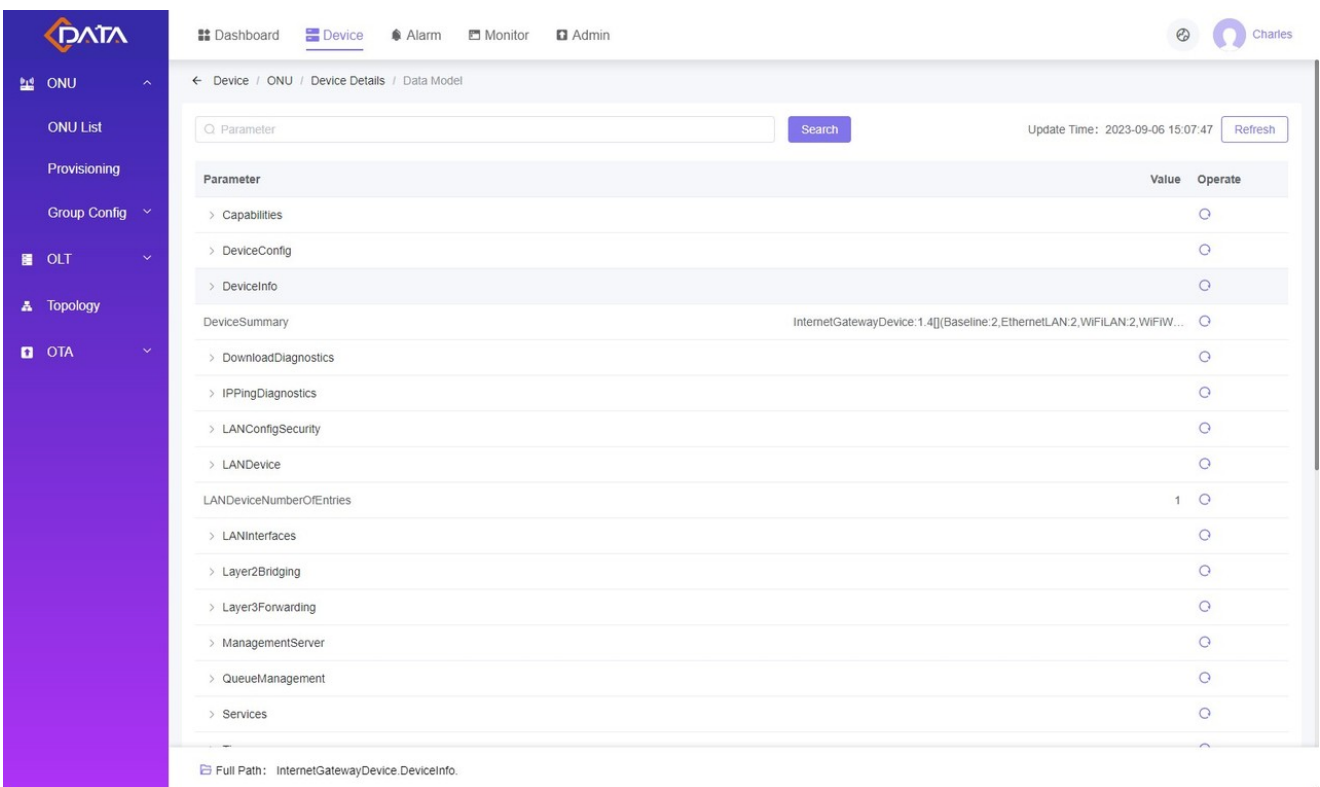 DATA
Dashboard Device Alarm Monitor Admin Charles
ONU
ONU List
Provisioning
Group Config
OLT
Topology
OTA
Device / ONU / Device Details / Data Model
Parameter Search Update Time: 2023-09-06 15:07:47 Refresh
Parameter Value Operate
Capabilities
DeviceConfig
DeviceInfo
DeviceSummary InternetGatewayDevice:1.4[](Baseline:2,EthernetLAN:2,WiFiLAN:2,WiFiW...
DownloadDiagnostics
IPPingDiagnostics
LANConfigSecurity
LANDevice
LANDeviceNumberOfEntries 1
LANInterfaces
Layer2Bridging
Layer3Forwarding
ManagementServer
QueueManagement
Services
Full Path: InternetGatewayDevice.DeviceInfo.